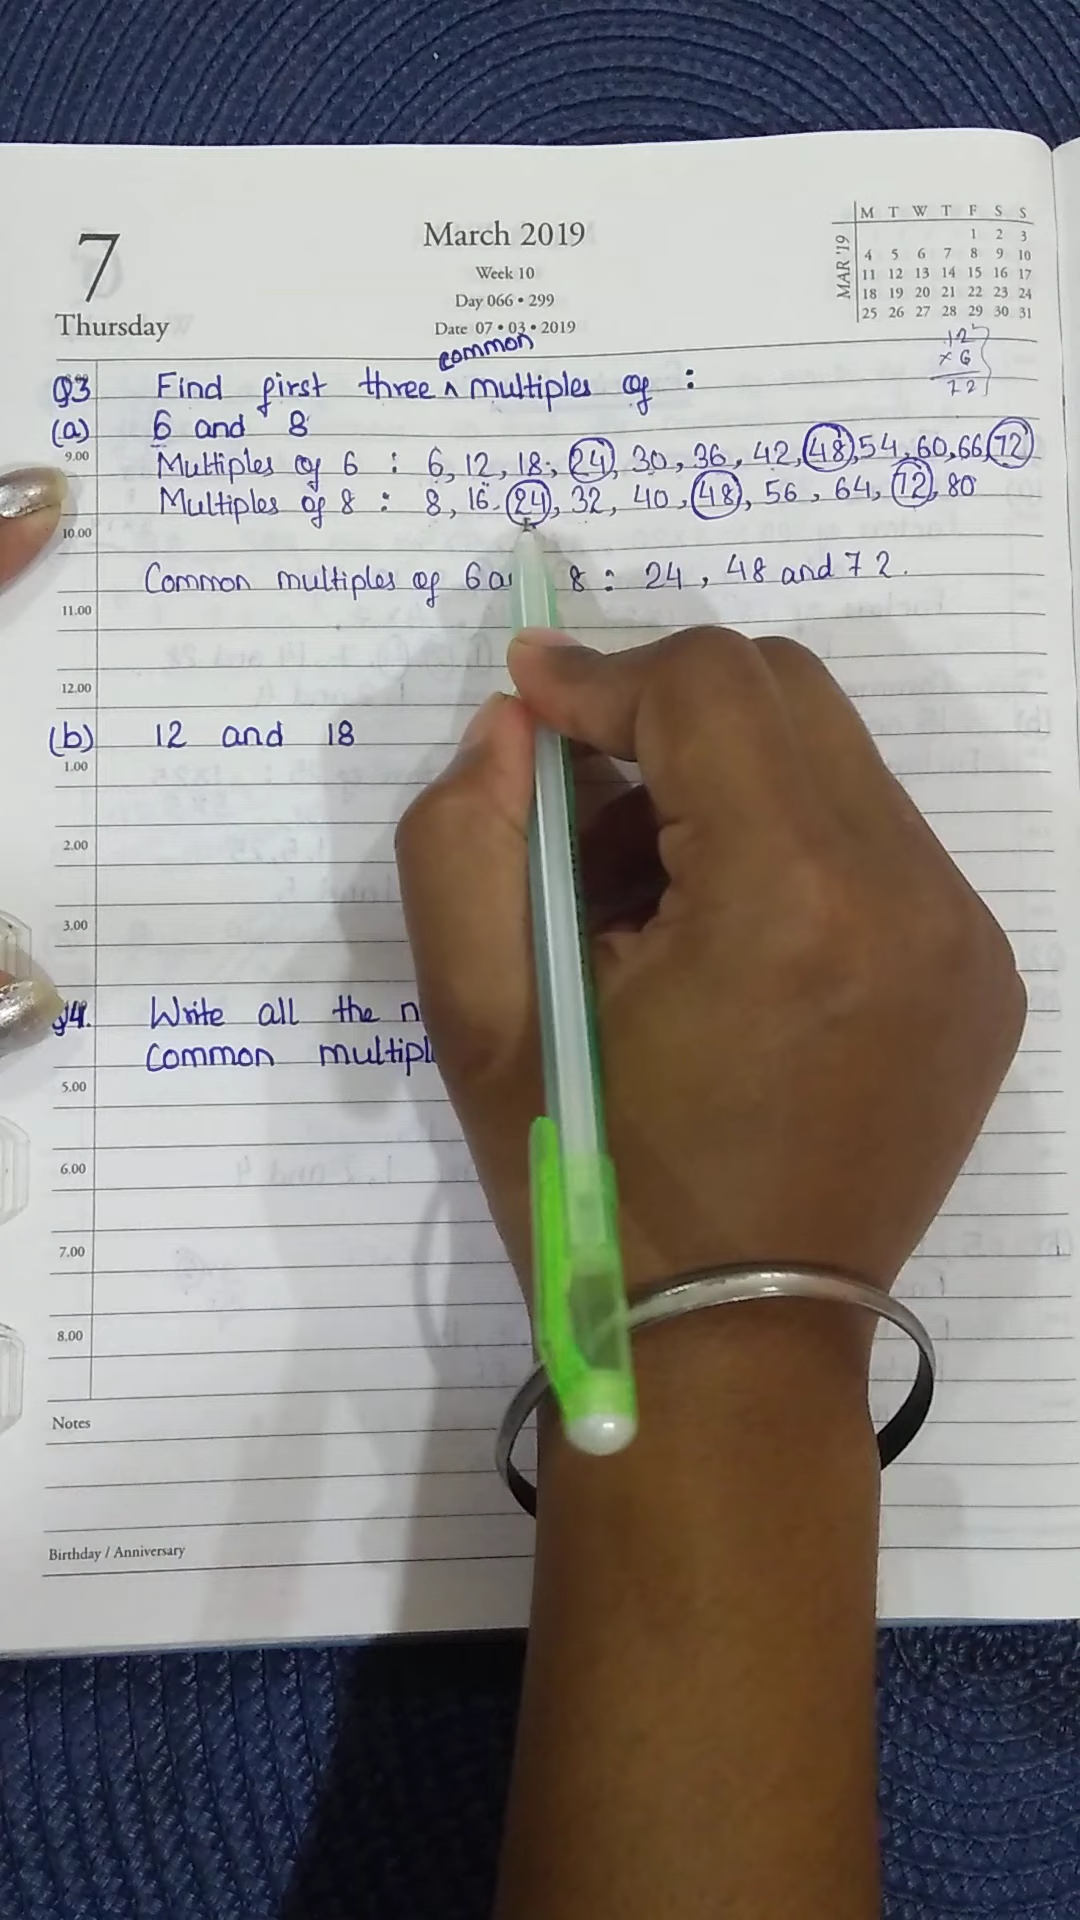 7
Thursday
March 2019
Week 10
Day 066 • 299
Date 07 • 03 • 2019
MAR '19
M T W T F S S
1 2 3
4 5 6 7 8 9 10
11 12 13 14 15 16 17
18 19 20 21 22 23 24
25 26 27 28 29 30 31
12
× 6
72
common
Q3 Find first three ^ multiples of :
(a) 6 and 8
9.00
Multiples of 6 : 6, 12, 18, 24, 30, 36, 42, 48, 54, 60, 66, 72
Multiples of 8 : 8, 16, 24, 32, 40, 48, 56, 64, 72, 80
10.00
Common multiples of 6 8 : 24, 48 and 72.
11.00
12.00
(b) 12 and 18
1.00
2.00
3.00
4. Write all the
Common
5.00
6.00
7.00
8.00
Notes
Birthday / Anniversary